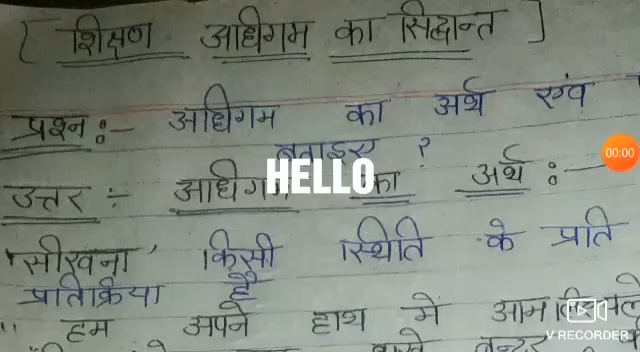 [ शिक्षण अधिगम का सिद्धान्त ]
प्रश्न :- अधिगम का अर्थ एंव
बताइए ?
00:00
HELLO
उत्तर :- अधिगम का अर्थ :-
'सीखना' किसी स्थिति के प्रति
प्रतिक्रिया है
" हम अपने हाथ में आम
V RECORDER